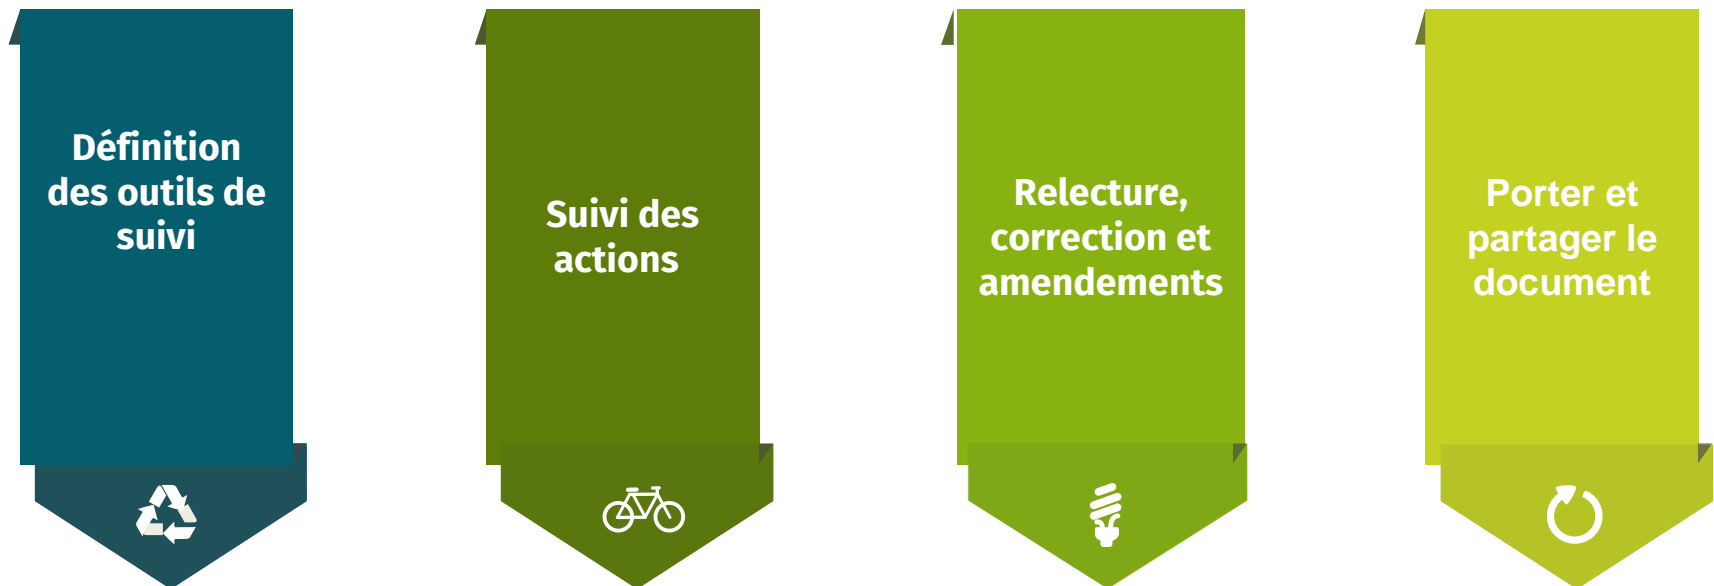 Définition
des outils de
suivi
Suivi des
actions
Relecture,
correction et
amendements
Porter et
partager le
document